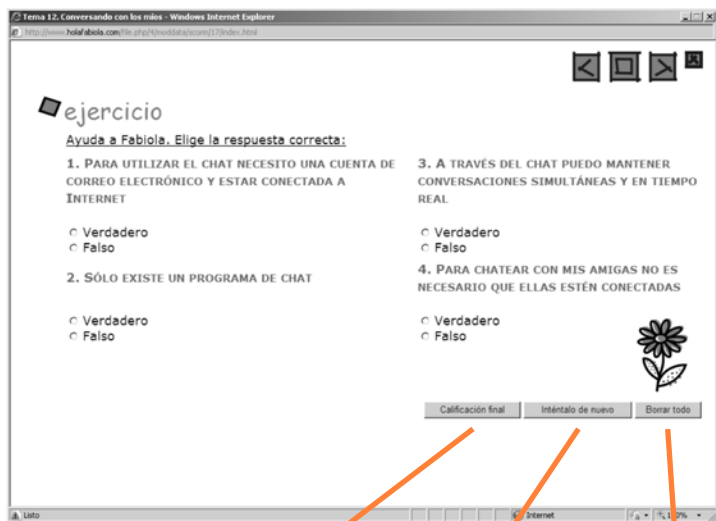 Tema 12. Conversando con los mios - Windows Internet Explorer
http://www.holafabiola.com/file.php/4/moddata/scorm/17/index.html
ejercicio
Ayuda a Fabiola. Elige la respuesta correcta:
1. PARA UTILIZAR EL CHAT NECESITO UNA CUENTA DE
CORREO ELECTRÓNICO Y ESTAR CONECTADA A
INTERNET
Verdadero
Falso
2. SÓLO EXISTE UN PROGRAMA DE CHAT
Verdadero
Falso
3. A TRAVÉS DEL CHAT PUEDO MANTENER
CONVERSACIONES SIMULTÁNEAS Y EN TIEMPO
REAL
Verdadero
Falso
4. PARA CHATEAR CON MIS AMIGAS NO ES
NECESARIO QUE ELLAS ESTÉN CONECTADAS
Verdadero
Falso
Calificación final
Inténtalo de nuevo
Borrar todo
Listo
Internet